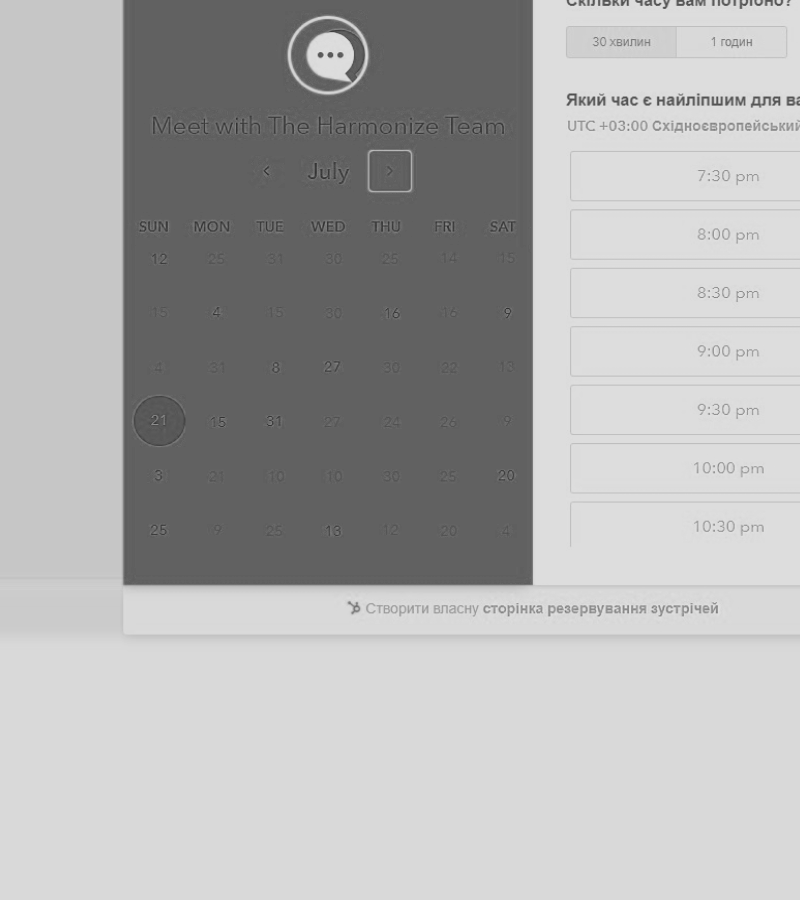 Meet with The Harmonize Team
July
SUN MON TUE WED THU FRI SAT
12 25 31 30 25 14 15
15 4 15 30 16 16 9
4 31 8 27 30 22 13
21 15 31 27 24 26 9
3 21 10 10 30 25 20
25 9 25 13 12 20 4
Скільки часу вам потрібно?
30 хвилин 1 годин
Який час є найліпшим для ва
UTC +03:00 Східноєвропейський
7:30 pm
8:00 pm
8:30 pm
9:00 pm
9:30 pm
10:00 pm
10:30 pm
Створити власну сторінка резервування зустрічей